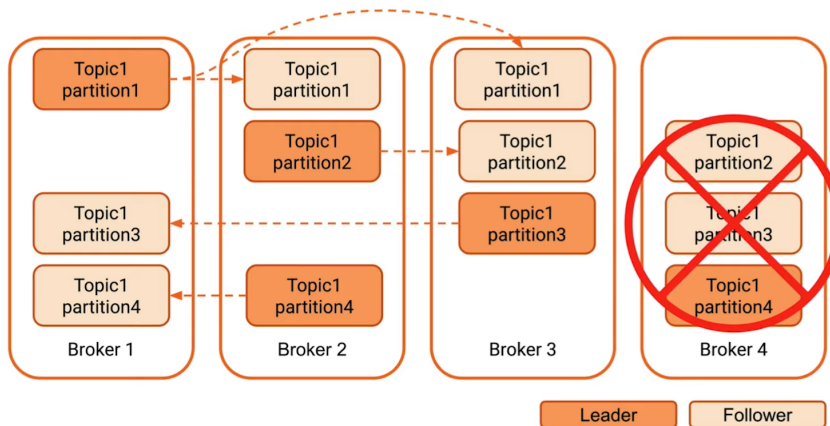 Topic1
partition1
Topic1
partition1
Topic1
partition1
Topic1
partition2
Topic1
partition2
Topic1
partition2
Topic1
partition3
Topic1
partition3
Topic1
partition3
Topic1
partition4
Topic1
partition4
Topic1
partition4
Broker 1
Broker 2
Broker 3
Broker 4
Leader
Follower